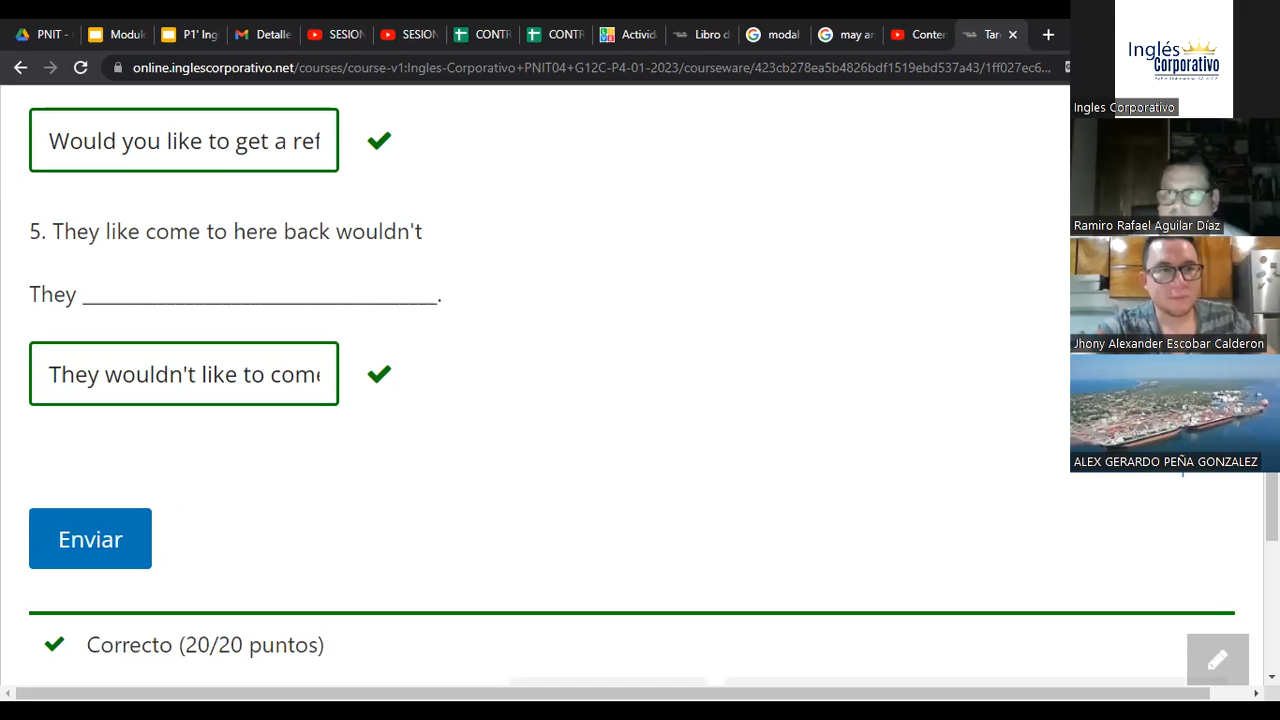 PNIT -
Modulo
P1' Ing
Detalle
SESION
SESION
CONTR
CONTR
Activid
Libro d
modal
may ar
Conter
Tar
online.inglescorporativo.net/courses/course-v1:Ingles-Corporativo+PNIT04+G12C-P4-01-2023/courseware/423cb278ea5b4826bdf1519ebd537a43/1ff027ec6...
Would you like to get a ref
5. They like come to here back wouldn't
They ______________________________.
They wouldn't like to come
Enviar
Correcto (20/20 puntos)
Inglés
Corporativo
Ingles Corporativo
Ramiro Rafael Aguilar Díaz
Jhony Alexander Escobar Calderon
ALEX GERARDO PEÑA GONZALEZ